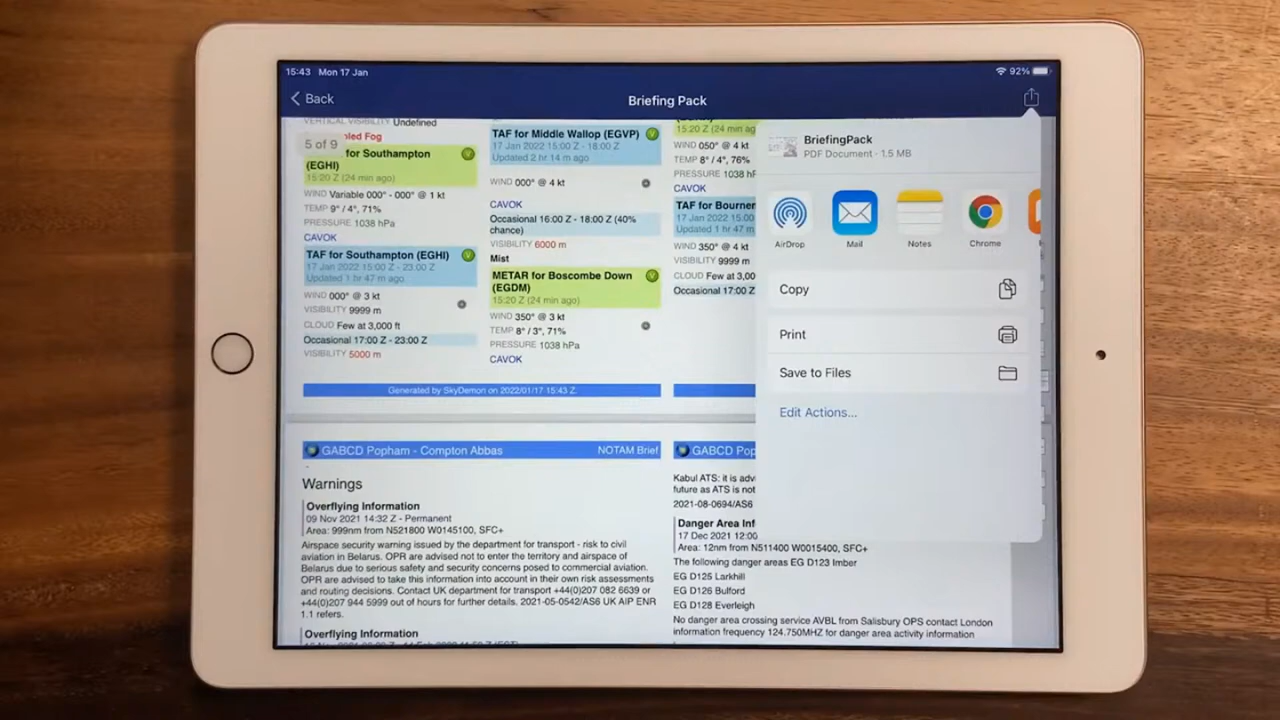 15:43 Mon 17 Jan
92%
Back
Briefing Pack
5 of 9
VERTICAL VISIBILITY Undefined
led Fog
for Southampton
(EGHI)
15:20 Z (24 min ago)
WIND Variable 000° - 000° @ 1 kt
TEMP 9° / 4°, 71%
PRESSURE 1038 hPa
CAVOK
TAF for Southampton (EGHI)
17 Jan 2022 15:00 Z - 23:00 Z
Updated 1 hr 47 m ago
WIND 000° @ 3 kt
VISIBILITY 9999 m
CLOUD Few at 3,000 ft
Occasional 17:00 Z - 23:00 Z
VISIBILITY 5000 m
TAF for Middle Wallop (EGVP)
17 Jan 2022 15:00 Z - 18:00 Z
Updated 2 hr 14 m ago
WIND 000° @ 4 kt
CAVOK
Occasional 16:00 Z - 18:00 Z (40%
chance)
VISIBILITY 6000 m
Mist
METAR for Boscombe Down
(EGDM)
15:20 Z (24 min ago)
WIND 350° @ 3 kt
TEMP 8° / 3°, 71%
PRESSURE 1038 hPa
CAVOK
15:20 Z (24 min ag
WIND 050° @ 4 kt
TEMP 8° / 4°, 76%
PRESSURE 1038 hF
CAVOK
TAF for Bourner
17 Jan 2022 15:00
Updated 1 hr 47 m
WIND 350° @ 4 kt
VISIBILITY 9999 m
CLOUD Few at 3,00
Occasional 17:00 Z
BriefingPack
PDF Document · 1.5 MB
AirDrop
Mail
Notes
Chrome
Copy
Print
Save to Files
Edit Actions...
Generated by SkyDemon on 2022/01/17 15:43 Z.
GABCD Popham - Compton Abbas NOTAM Brief
Warnings
Overflying Information
09 Nov 2021 14:32 Z - Permanent
Area: 999nm from N521800 W0145100, SFC+
Airspace security warning issued by the department for transport - risk to civil
aviation in Belarus. OPR are advised not to enter the territory and airspace of
Belarus due to serious safety and security concerns posed to commercial aviation.
OPR are advised to take this information into account in their own risk assessments
and routing decisions. Contact UK department for transport +44(0)207 082 6639 or
+44(0)207 944 5999 out of hours for further details. 2021-05-0542/AS6 UK AIP ENR
1.1 refers.
Overflying Information
GABCD Pop
Kabul ATS: it is advi
future as ATS is not
2021-08-0694/AS6
Danger Area Inf
17 Dec 2021 12:00
Area: 12nm from N511400 W0015400, SFC+
The following danger areas EG D123 Imber
EG D125 Larkhill
EG D126 Bulford
EG D128 Everleigh
No danger area crossing service AVBL from Salisbury OPS contact London
information frequency 124.750MHZ for danger area activity information